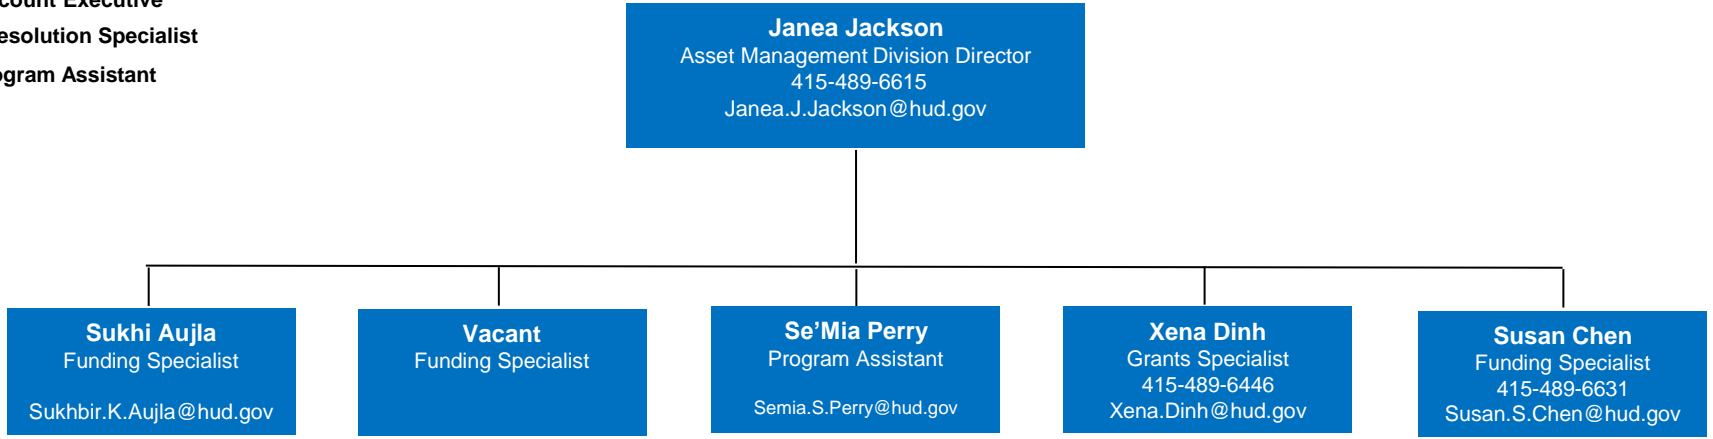 Executive
Specialist
Assistant
Janea Jackson
Asset Management Division Director
415-489-6615
Janea.J.Jackson@hud.gov
Sukhi Aujla
Funding Specialist
Sukhbir.K.Aujla@hud.gov
Vacant
Funding Specialist
Se’Mia Perry
Program Assistant
Semia.S.Perry@hud.gov
Xena Dinh
Grants Specialist
415-489-6446
Xena.Dinh@hud.gov
Susan Chen
Funding Specialist
415-489-6631
Susan.S.Chen@hud.gov